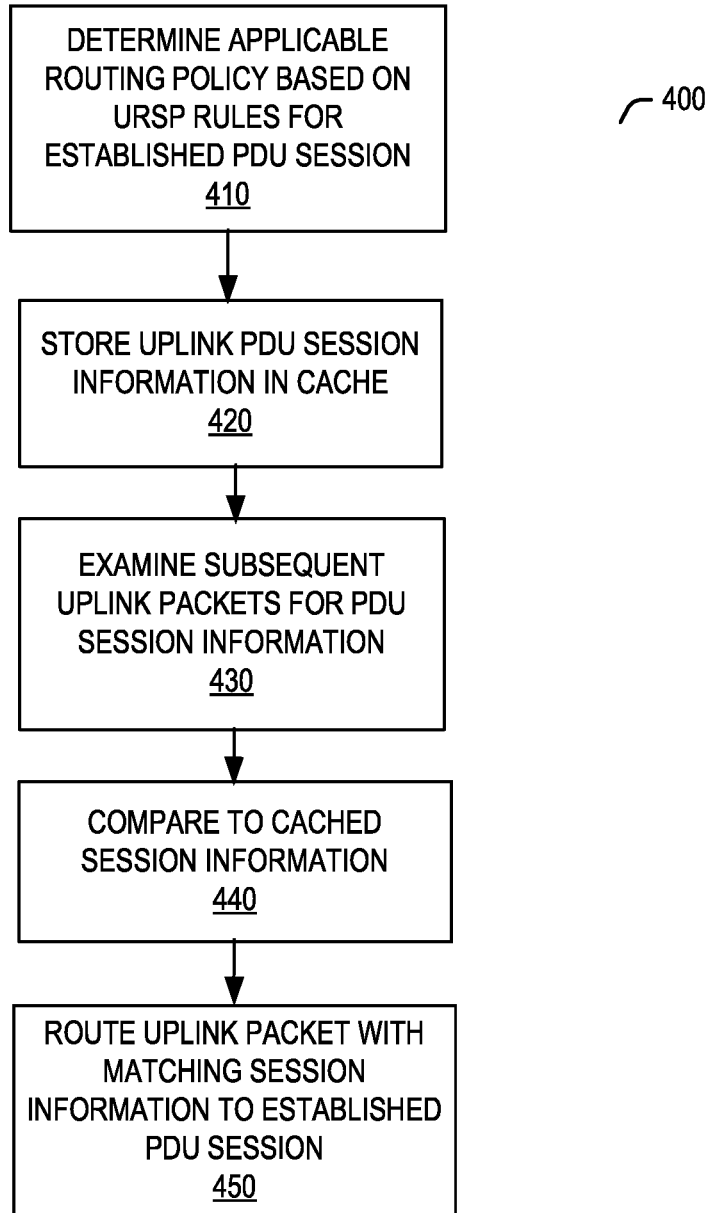 DETERMINE APPLICABLE
ROUTING POLICY BASED ON
URSP RULES FOR
ESTABLISHED PDU SESSION
410
400
STORE UPLINK PDU SESSION
INFORMATION IN CACHE
420
EXAMINE SUBSEQUENT
UPLINK PACKETS FOR PDU
SESSION INFORMATION
430
COMPARE TO CACHED
SESSION INFORMATION
440
ROUTE UPLINK PACKET WITH
MATCHING SESSION
INFORMATION TO ESTABLISHED
PDU SESSION
450